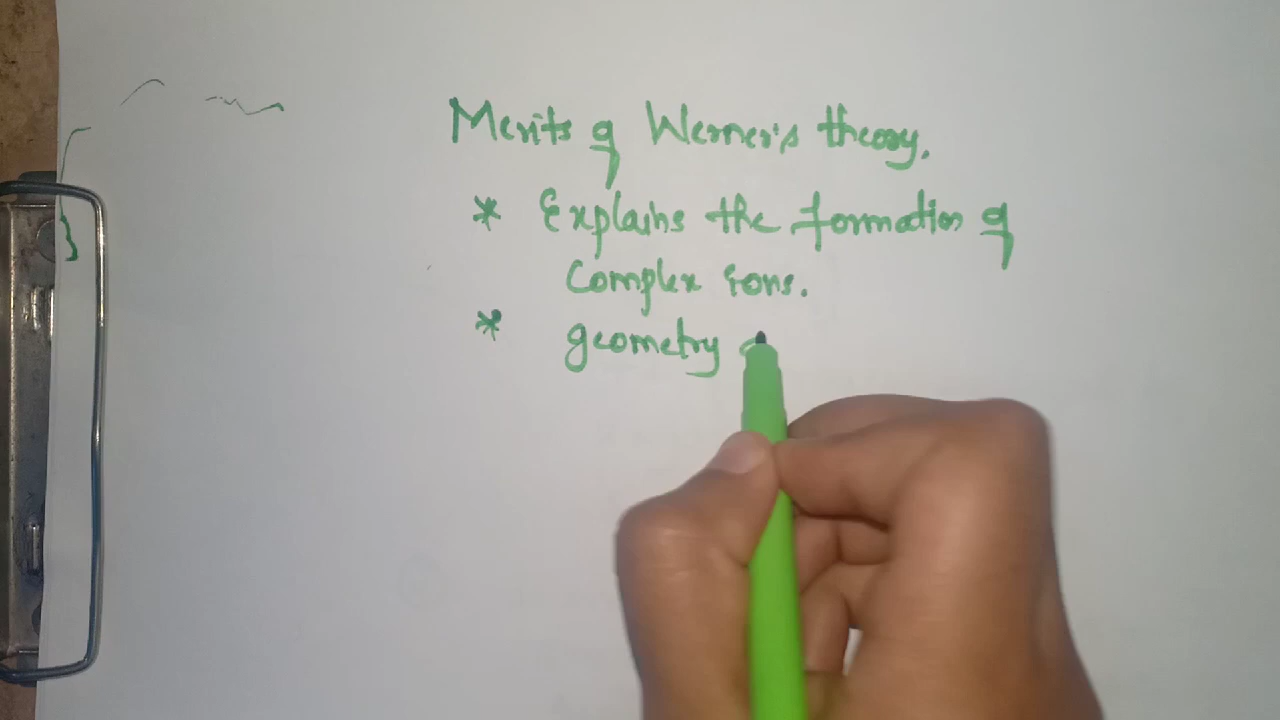 Merits of Werner's theory.
* Explains the formation of
complex ions.
* geometry